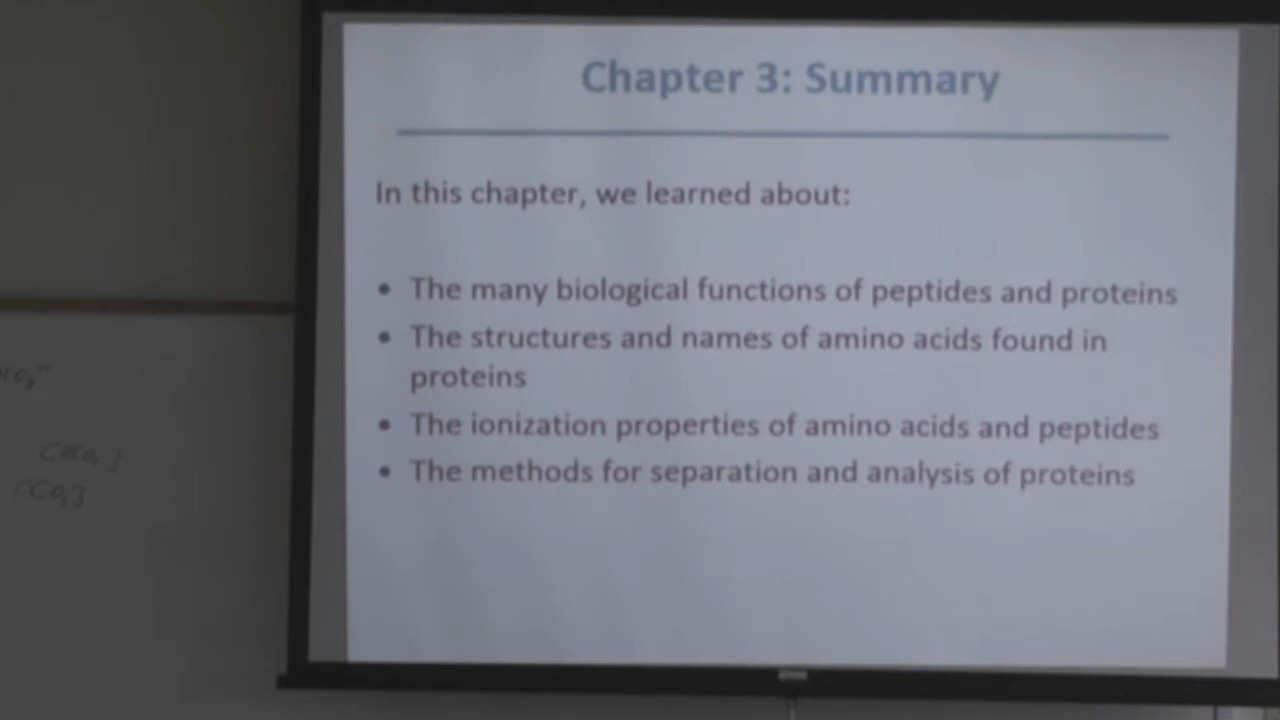 Chapter 3: Summary
In this chapter, we learned about:
• The many biological functions of peptides and proteins
• The structures and names of amino acids found in
proteins
• The ionization properties of amino acids and peptides
• The methods for separation and analysis of proteins
[CO₂]